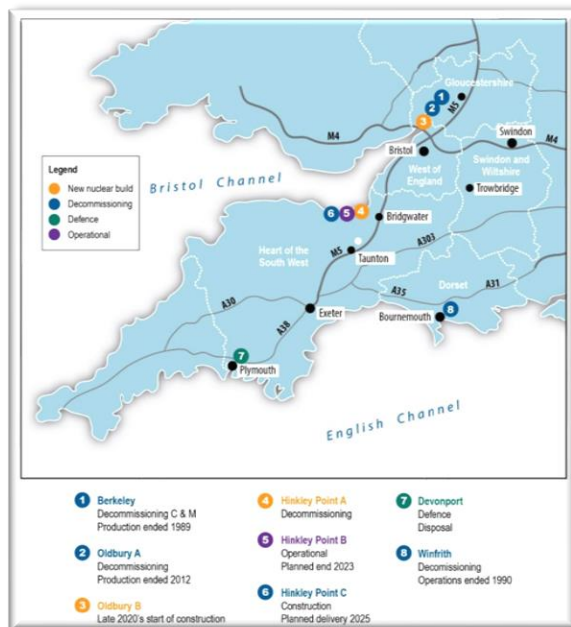 Gloucestershire
1
2
M5
3
M4
Swindon
M4
Bristol
Legend
New nuclear build
Decommissioning
Defence
Operational
Bristol Channel
West of
England
Swindon and
Wiltshire
Trowbridge
6
5
4
Bridgwater
Heart of the
South West
M5
Taunton
A303
Dorset
A30
A35
A31
Exeter
A38
Bournemouth
8
7
Plymouth
English Channel
1 Berkeley
Decommissioning C & M
Production ended 1989
2 Oldbury A
Decommissioning
Production ended 2012
3 Oldbury B
Late 2020's start of construction
4 Hinkley Point A
Decommissioning
5 Hinkley Point B
Operational
Planned end 2023
6 Hinkley Point C
Construction
Planned delivery 2025
7 Devonport
Defence
Disposal
8 Winfrith
Decomissioning
Operations ended 1990